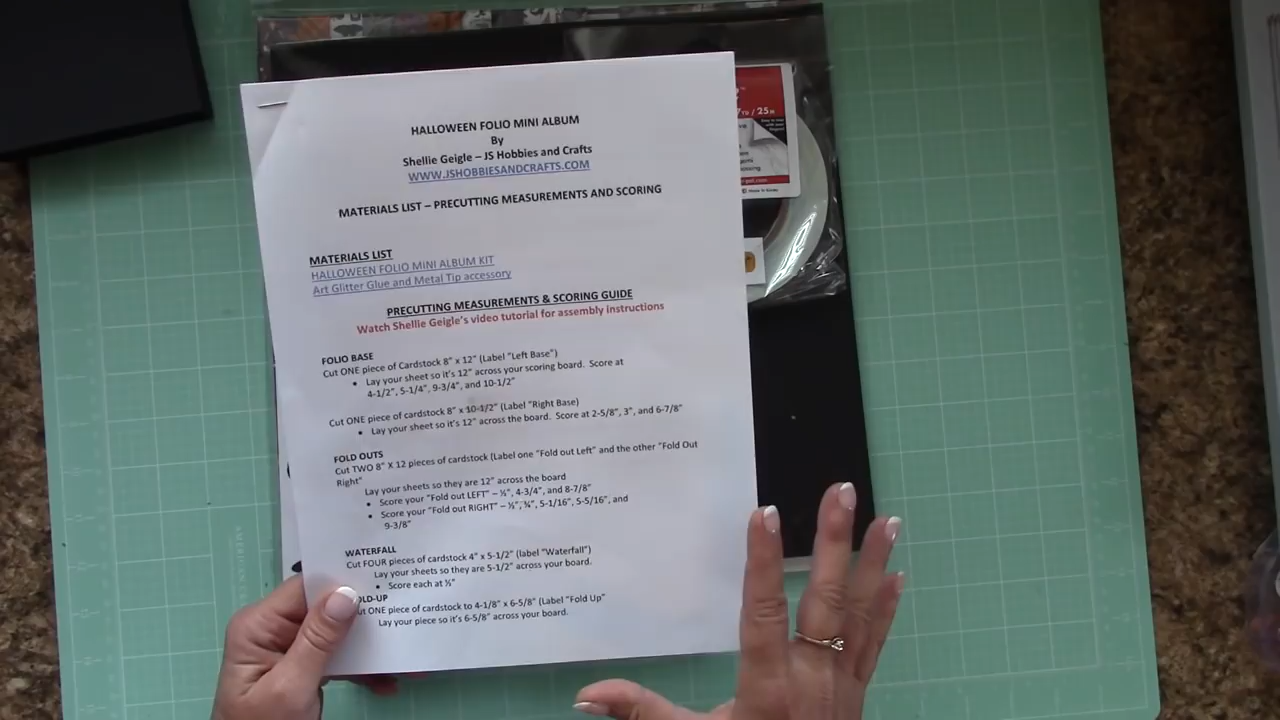 HALLOWEEN FOLIO MINI ALBUM
By
Shellie Geigle – JS Hobbies and Crafts
WWW.JSHOBBIESANDCRAFTS.COM
MATERIALS LIST – PRECUTTING MEASUREMENTS AND SCORING
MATERIALS LIST
HALLOWEEN FOLIO MINI ALBUM KIT
Art Glitter Glue and Metal Tip accessory
PRECUTTING MEASUREMENTS & SCORING GUIDE
Watch Shellie Geigle's video tutorial for assembly instructions
FOLIO BASE
Cut ONE piece of Cardstock 8" x 12" (Label "Left Base")
• Lay your sheet so it's 12" across your scoring board. Score at
4-1/2", 5-1/4", 9-3/4", and 10-1/2"
Cut ONE piece of cardstock 8" x 10-1/2" (Label "Right Base)
• Lay your sheet so it's 12" across the board. Score at 2-5/8", 3", and 6-7/8"
FOLD OUTS
Cut TWO 8" X 12 pieces of cardstock (Label one "Fold out Left" and the other "Fold Out
Right"
Lay your sheets so they are 12" across the board
• Score your "Fold out LEFT" – ½", 4-3/4", and 8-7/8"
• Score your "Fold out RIGHT" – ½", ¾", 5-1/16", 5-5/16", and
9-3/8"
WATERFALL
Cut FOUR pieces of cardstock 4" x 5-1/2" (label "Waterfall")
Lay your sheets so they are 5-1/2" across your board.
• Score each at ½"
OLD-UP
ut ONE piece of cardstock to 4-1/8" x 6-5/8" (Label "Fold Up"
Lay your piece so it's 6-5/8" across your board.
/ 25